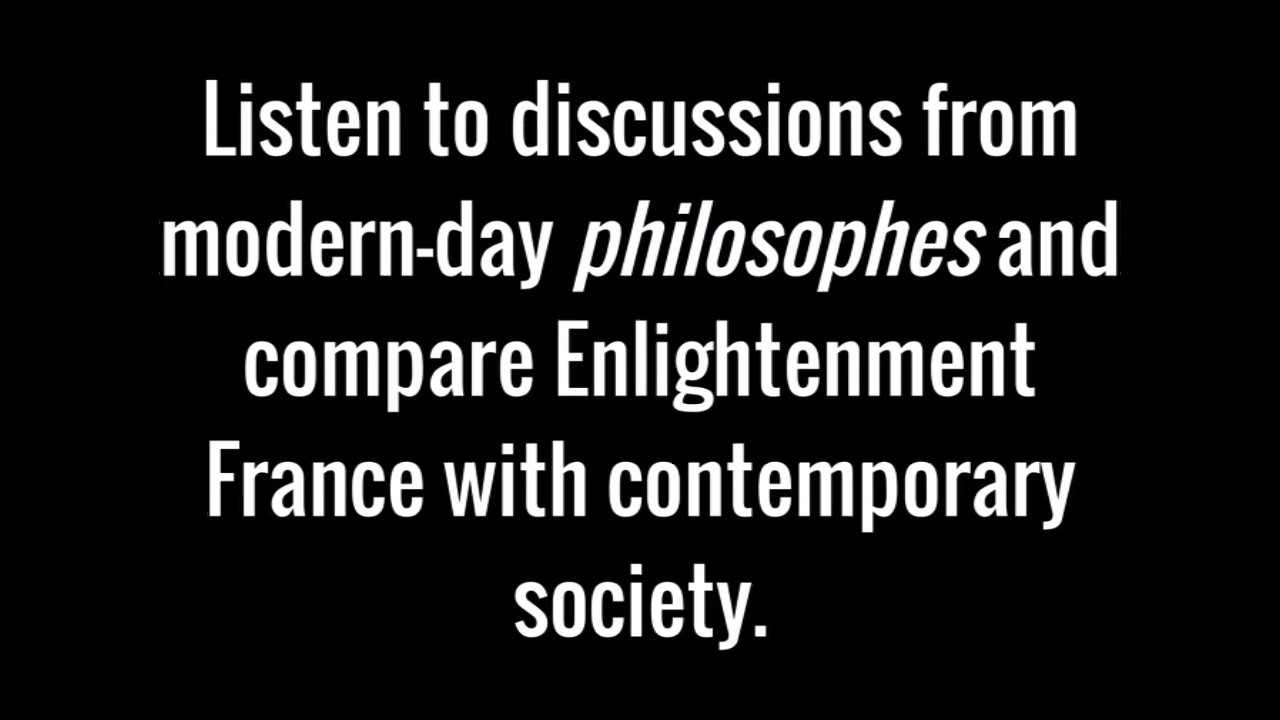 Listen to discussions from
modern-day philosophes and
compare Enlightenment
France with contemporary
society.